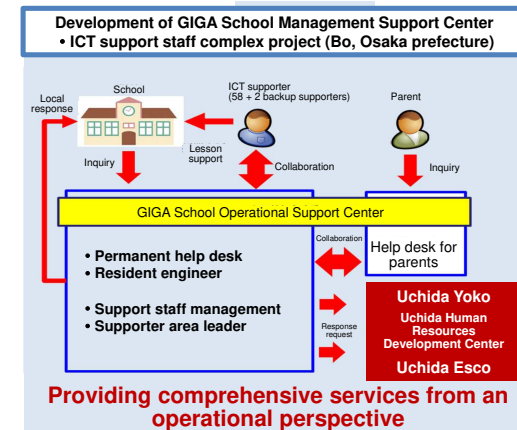 Development of GIGA School Management Support Center
• ICT support staff complex project (Bo, Osaka prefecture)
School
ICT supporter
(58 + 2 backup supporters)
Parent
Local
response
Inquiry
Lesson
support
Collaboration
Inquiry
GIGA School Operational Support Center
• Permanent help desk
• Resident engineer
• Support staff management
• Supporter area leader
Collaboration
Help desk for
parents
Response
request
Uchida Yoko
Uchida Human
Resources
Development Center
Uchida Esco
Providing comprehensive services from an
operational perspective